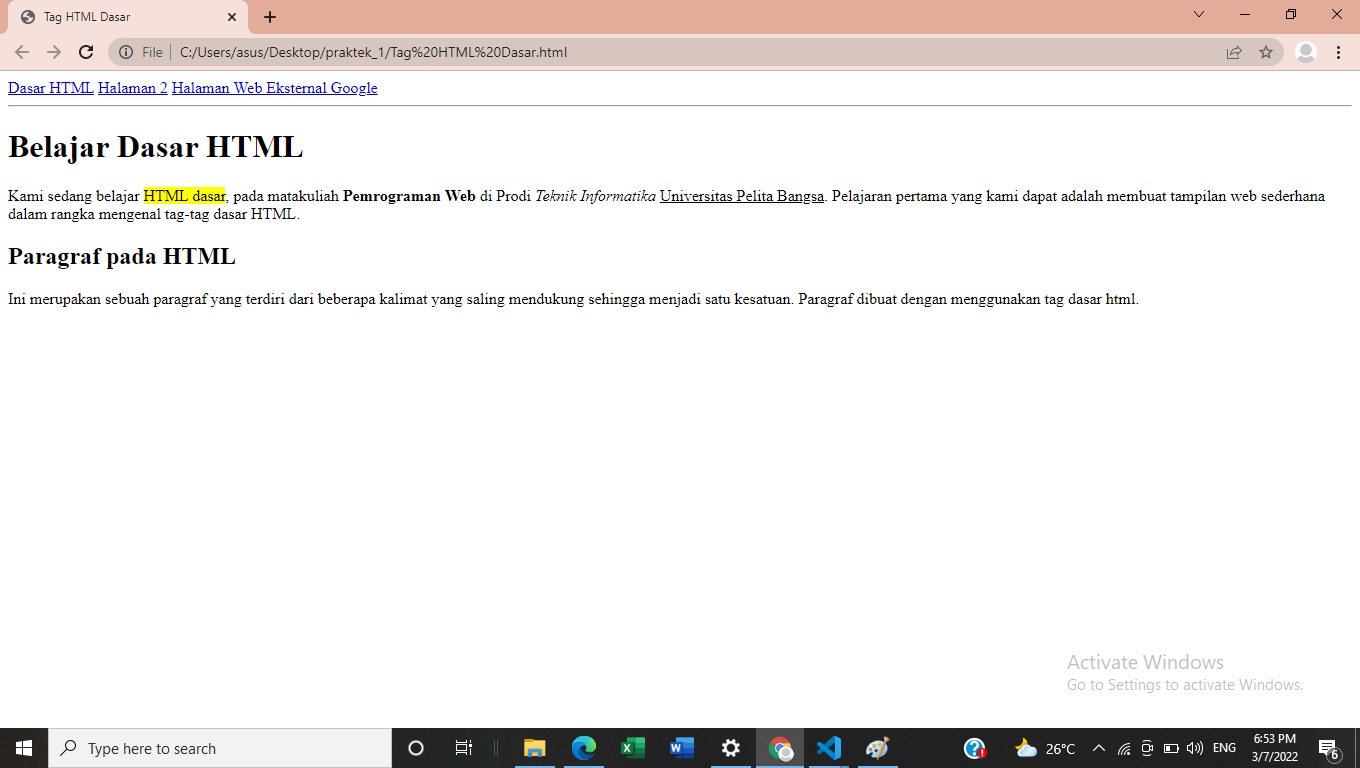 Tag HTML Dasar
File
C:/Users/asus/Desktop/praktek_1/Tag%20HTML%20Dasar.html
Dasar HTML Halaman 2 Halaman Web Eksternal Google
Belajar Dasar HTML
Kami sedang belajar HTML dasar, pada matakuliah Pemrograman Web di Prodi Teknik Informatika Universitas Pelita Bangsa. Pelajaran pertama yang kami dapat adalah membuat tampilan web sederhana
dalam rangka mengenal tag-tag dasar HTML.
Paragraf pada HTML
Ini merupakan sebuah paragraf yang terdiri dari beberapa kalimat yang saling mendukung sehingga menjadi satu kesatuan. Paragraf dibuat dengan menggunakan tag dasar html.
Activate Windows
Go to Settings to activate Windows.
Type here to search
26°C
ENG
6:53 PM
3/7/2022
6